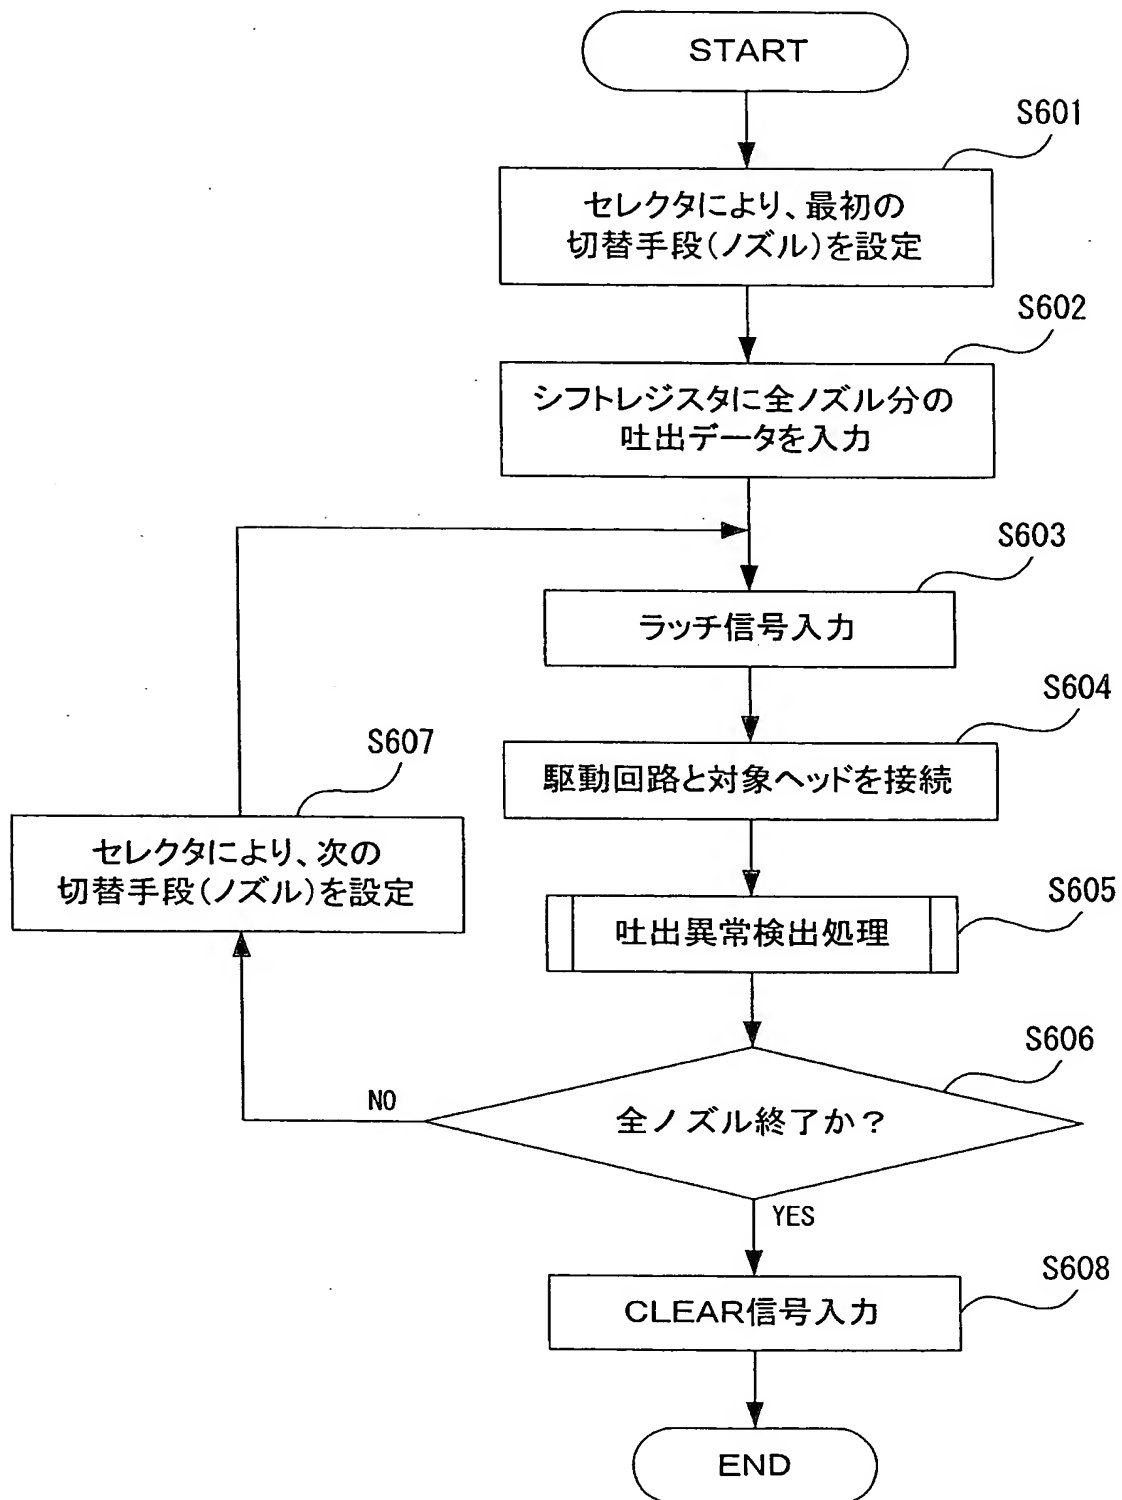 START
S601
セレクタにより、最初の
切替手段(ノズル)を設定
S602
シフトレジスタに全ノズル分の
吐出データを入力
S603
ラッチ信号入力
S604
駆動回路と対象ヘッドを接続
S607
セレクタにより、次の
切替手段(ノズル)を設定
S605
吐出異常検出処理
S606
全ノズル終了か?
NO
YES
S608
CLEAR信号入力
END